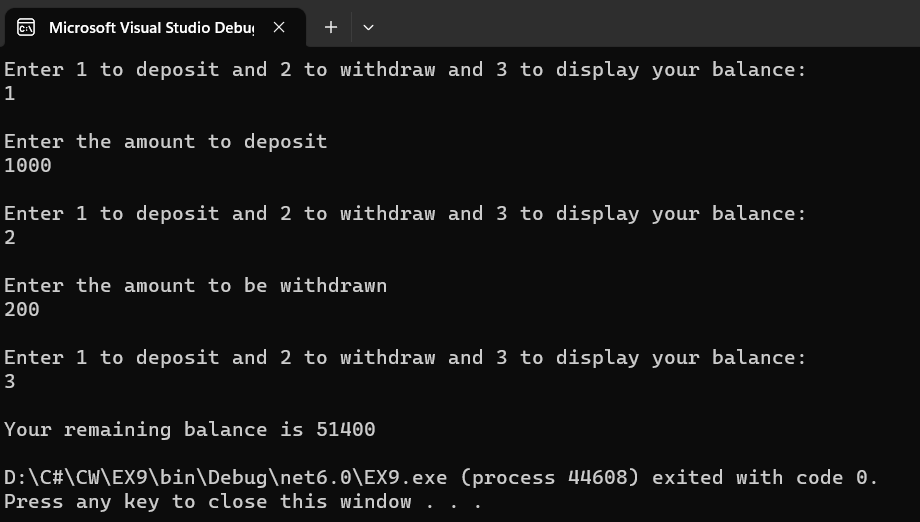 Microsoft Visual Studio Debu
Enter 1 to deposit and 2 to withdraw and 3 to display your balance:
1
Enter the amount to deposit
1000
Enter 1 to deposit and 2 to withdraw and 3 to display your balance:
2
Enter the amount to be withdrawn
200
Enter 1 to deposit and 2 to withdraw and 3 to display your balance:
3
Your remaining balance is 51400
D:\C#\CW\EX9\bin\Debug\net6.0\EX9.exe (process 44608) exited with code 0.
Press any key to close this window . . .